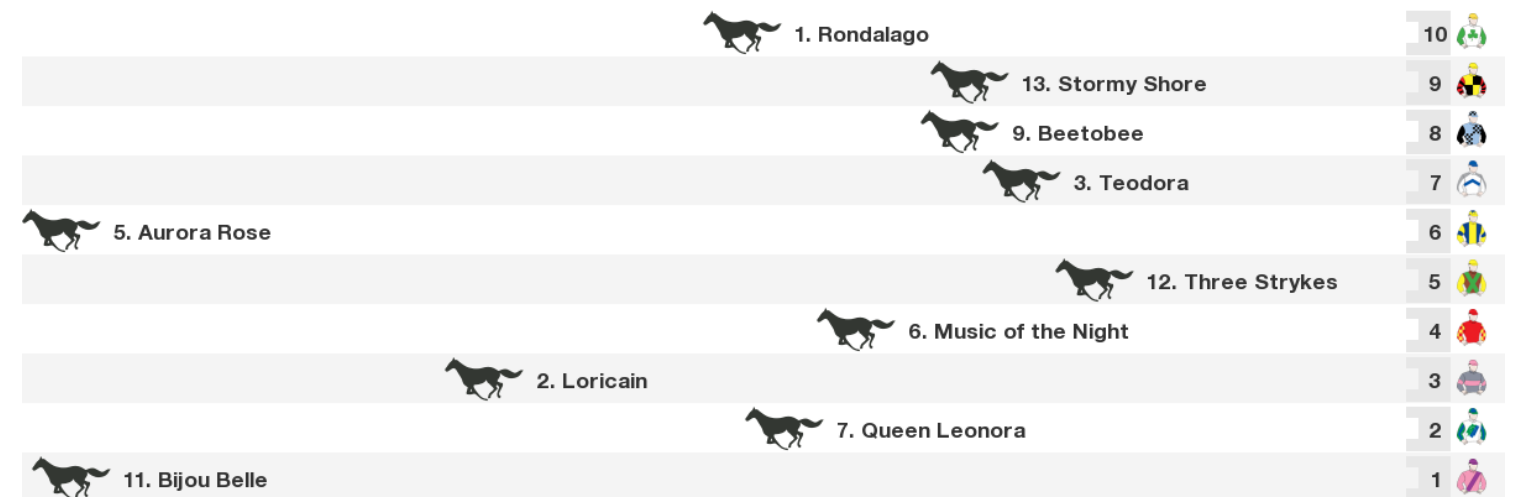 1. Rondalago 10
13. Stormy Shore 9
9. Beetobee 8
3. Teodora 7
5. Aurora Rose 6
12. Three Strykes 5
6. Music of the Night 4
2. Loricain 3
7. Queen Leonora 2
11. Bijou Belle 1